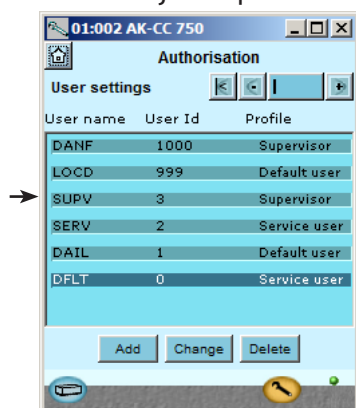 01:002 AK-CC 750
Authorisation
User settings
User name User Id Profile
DANF 1000 Supervisor
LOCD 999 Default user
SUPV 3 Supervisor
SERV 2 Service user
DAIL 1 Default user
DFLT 0 Service user
Add Change Delete